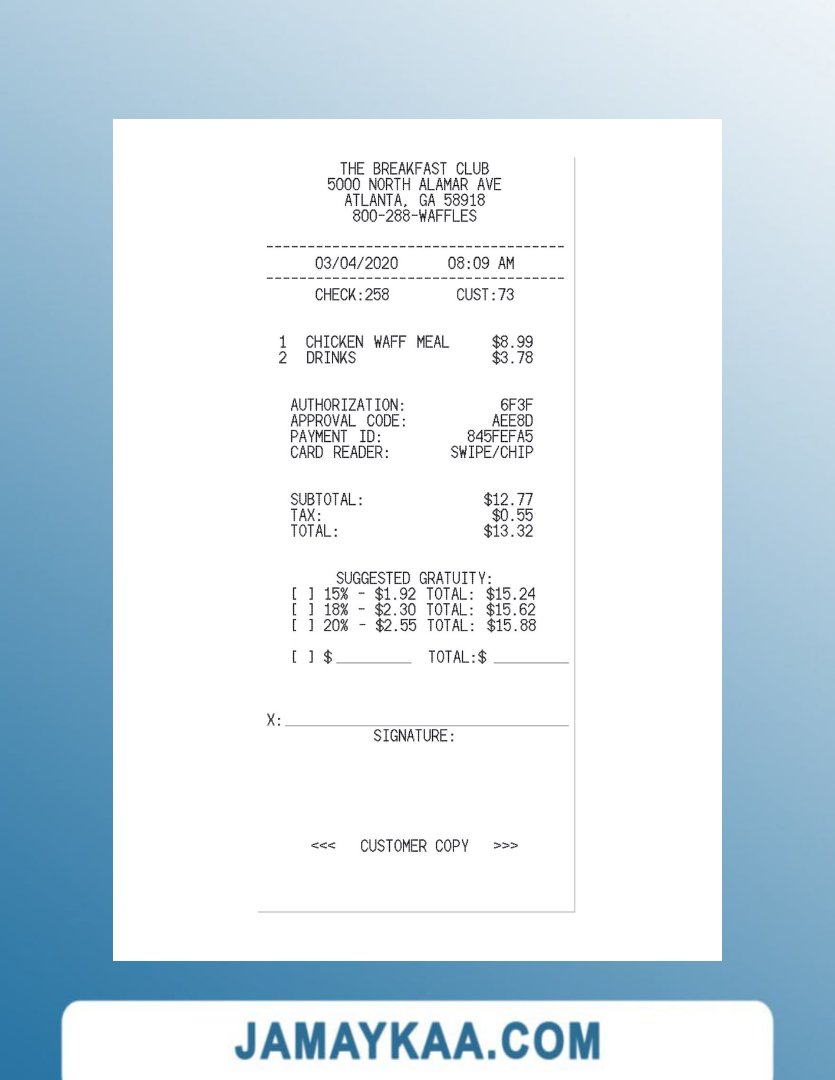 THE BREAKFAST CLUB
5000 NORTH ALAMAR AVE
ATLANTA, GA 58918
800-288-WAFFLES
------------------------------------
03/04/2020 08:09 AM
------------------------------------
CHECK:258 CUST:73
1 CHICKEN WAFF MEAL $8.99
2 DRINKS $3.78
AUTHORIZATION: 6F3F
APPROVAL CODE: AEE8D
PAYMENT ID: 845FEFA5
CARD READER: SWIPE/CHIP
SUBTOTAL: $12.77
TAX: $0.55
TOTAL: $13.32
SUGGESTED GRATUITY:
[ ] 15% - $1.92 TOTAL: $15.24
[ ] 18% - $2.30 TOTAL: $15.62
[ ] 20% - $2.55 TOTAL: $15.88
[ ] $ _________ TOTAL:$ _________
X:__________________________________
SIGNATURE:
<<< CUSTOMER COPY >>>
JAMAYKAA.COM